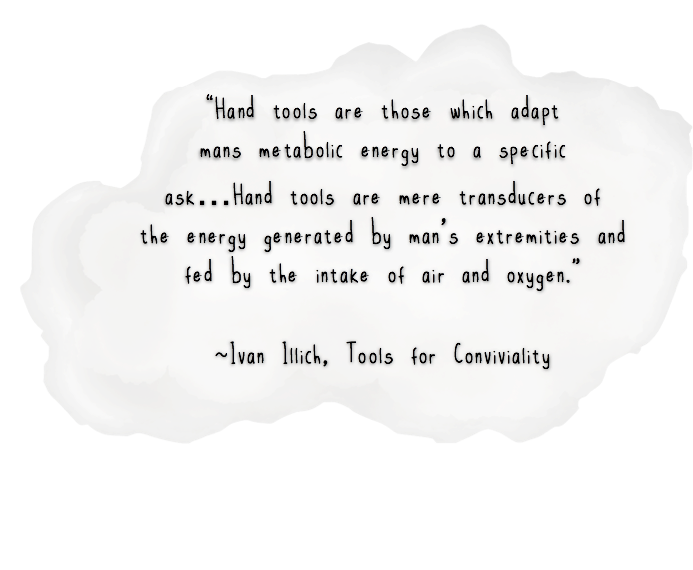 “Hand tools are those which adapt
mans metabolic energy to a specific
ask...Hand tools are mere transducers of
the energy generated by man's extremities and
fed by the intake of air and oxygen.”
~Ivan Illich, Tools for Conviviality